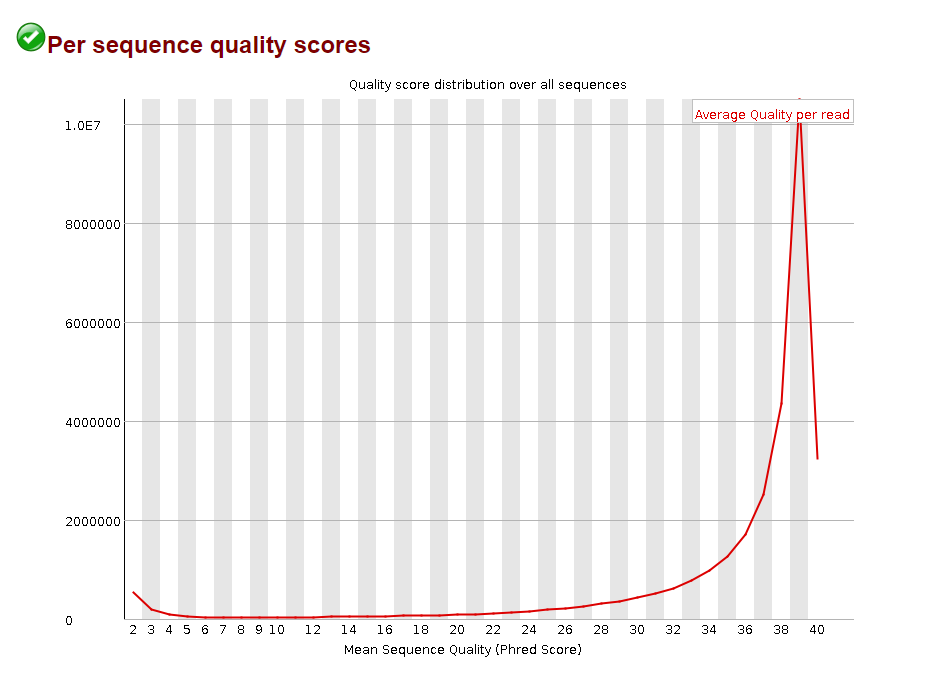 Per sequence quality scores
Quality score distribution over all sequences
Average Quality per read
1.0E7
8000000
6000000
4000000
2000000
0
2 3 4 5 6 7 8 9 10 12 14 16 18 20 22 24 26 28 30 32 34 36 38 40
Mean Sequence Quality (Phred Score)